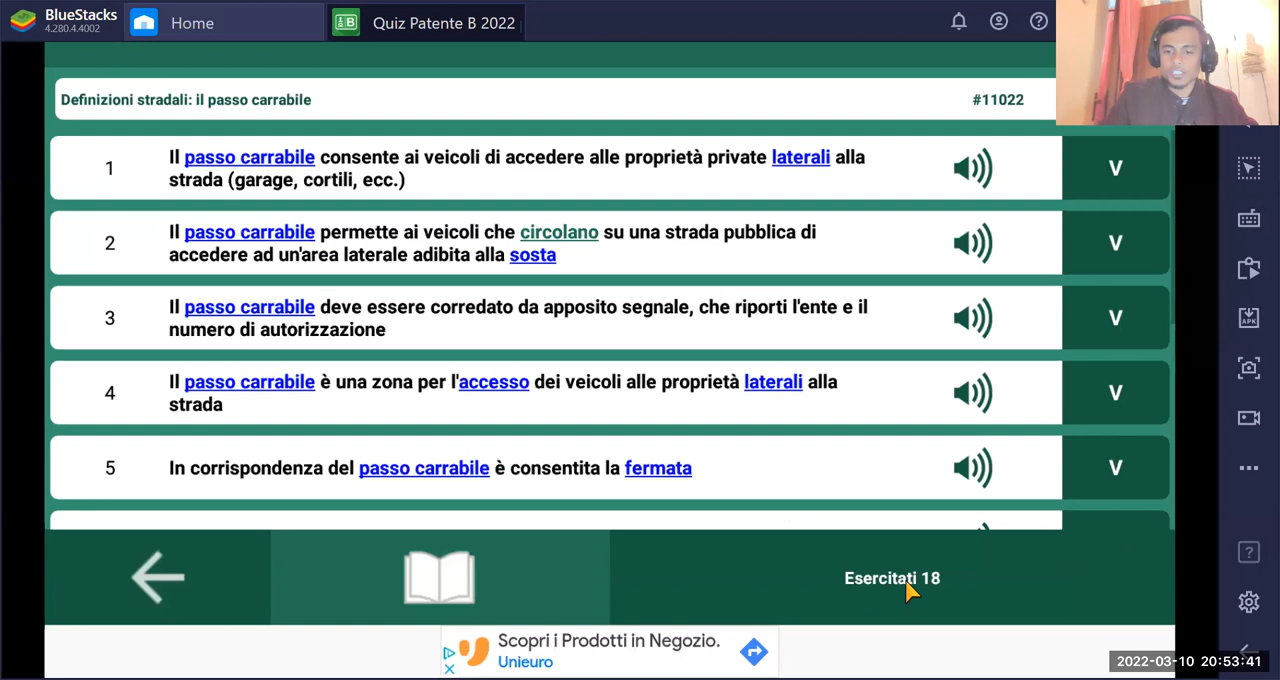 BlueStacks
4.280.4.4002
Home
Quiz Patente B 2022
Definizioni stradali: il passo carrabile
#11022
1
Il passo carrabile consente ai veicoli di accedere alle proprietà private laterali alla
strada (garage, cortili, ecc.)
V
2
Il passo carrabile permette ai veicoli che circolano su una strada pubblica di
accedere ad un'area laterale adibita alla sosta
V
3
Il passo carrabile deve essere corredato da apposito segnale, che riporti l'ente e il
numero di autorizzazione
V
4
Il passo carrabile è una zona per l'accesso dei veicoli alle proprietà laterali alla
strada
V
5
In corrispondenza del passo carrabile è consentita la fermata
V
Esercitati 18
Scopri i Prodotti in Negozio.
Unieuro
2022-03-10 20:53:41